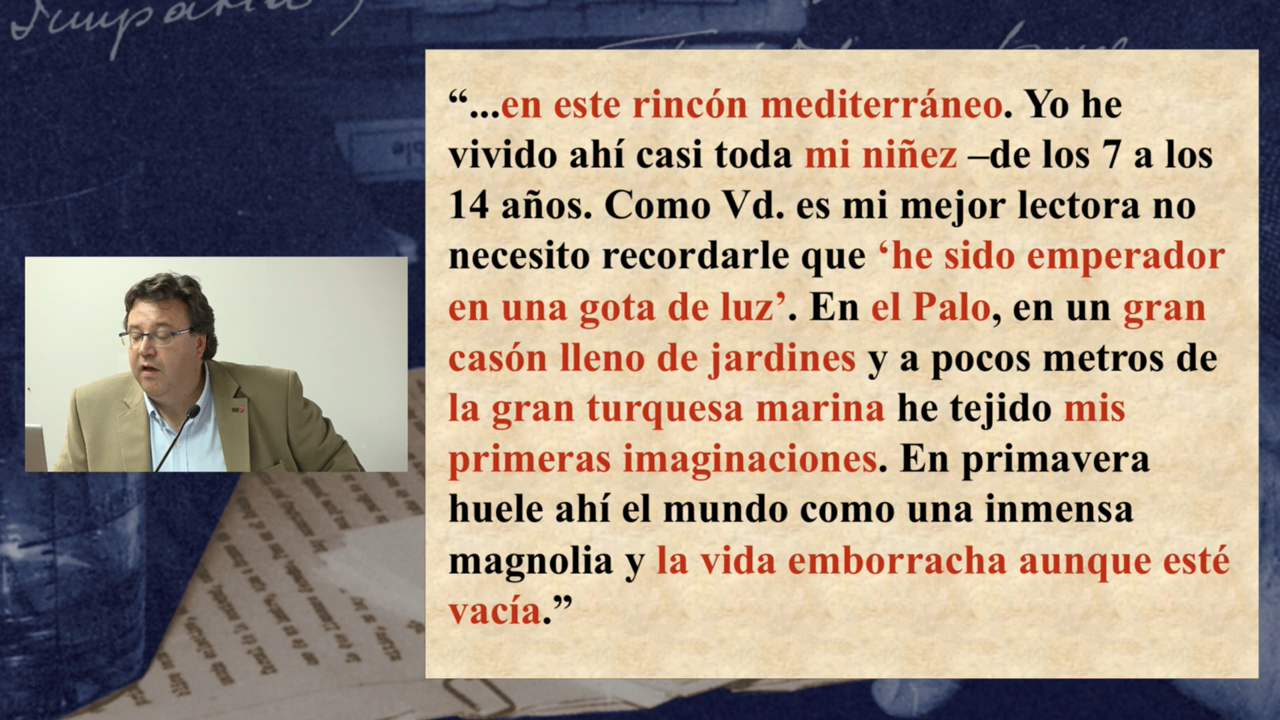 “...en este rincón mediterráneo. Yo he
vivido ahí casi toda mi niñez –de los 7 a los
14 años. Como Vd. es mi mejor lectora no
necesito recordarle que ‘he sido emperador
en una gota de luz’. En el Palo, en un gran
casón lleno de jardines y a pocos metros de
la gran turquesa marina he tejido mis
primeras imaginaciones. En primavera
huele ahí el mundo como una inmensa
magnolia y la vida emborracha aunque esté
vacía.”